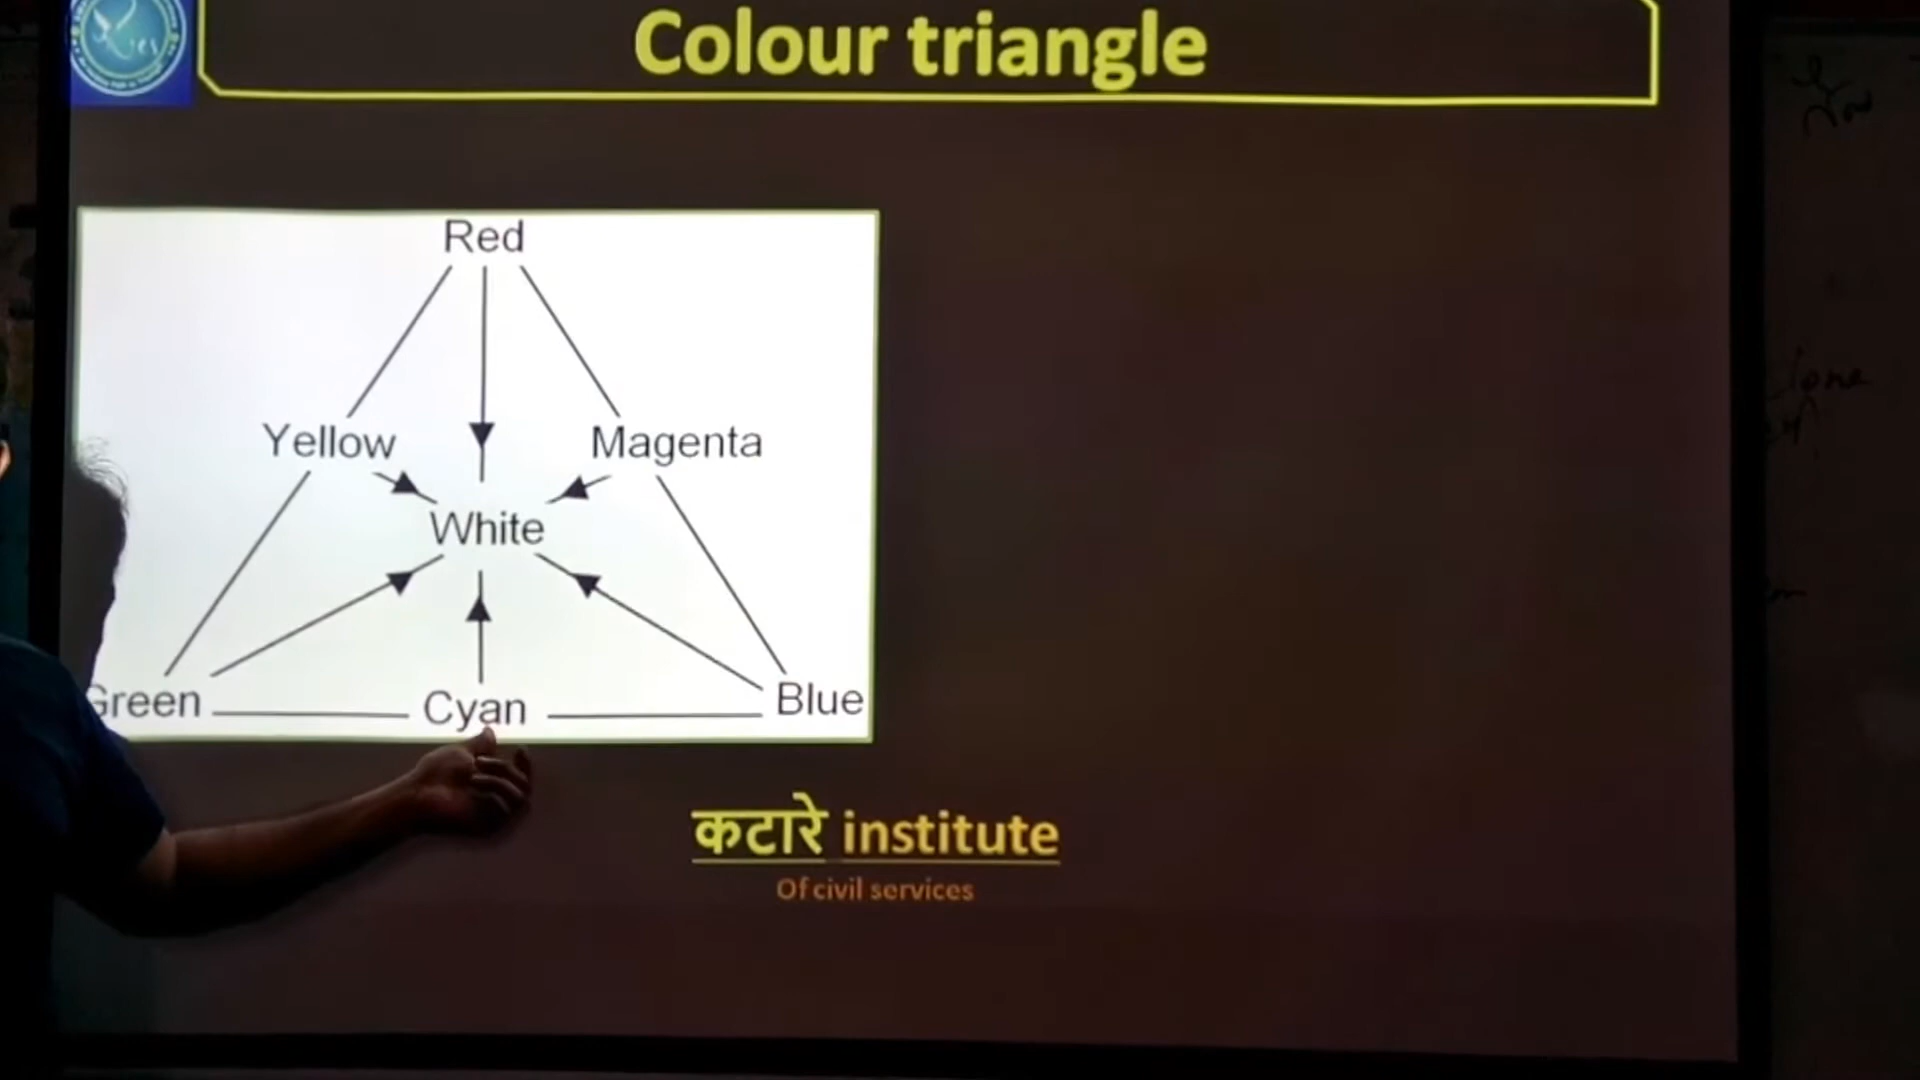 Colour triangle
Red
Yellow
Magenta
White
Green
Cyan
Blue
कटारे institute
Of civil services